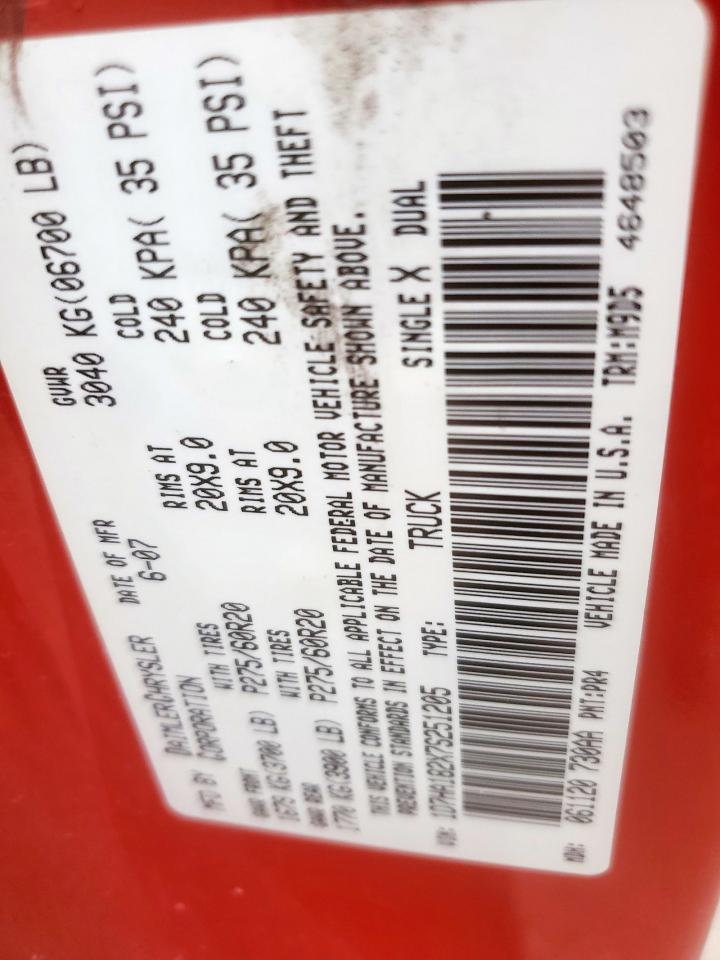 MFD BY DAIMLERCHRYSLER CORPORATION DATE OF MFR 6-07 GVWR 3040 KG(06700 LB)
GAWR FRONT WITH TIRES RIMS AT COLD
1675 KG(3700 LB) P275/60R20 20X9.0 240 KPA( 35 PSI)
GAWR REAR WITH TIRES RIMS AT COLD
1770 KG(3900 LB) P275/60R20 20X9.0 240 KPA( 35 PSI)
THIS VEHICLE CONFORMS TO ALL APPLICABLE FEDERAL MOTOR VEHICLE SAFETY AND THEFT
PREVENTION STANDARDS IN EFFECT ON THE DATE OF MANUFACTURE SHOWN ABOVE.
VIN: 1D7HA182X7S251205 TYPE: TRUCK SINGLE X DUAL
MDH: 061120 730AA PNT:PR4 VEHICLE MADE IN U.S.A. TRM:M9D5 4648503